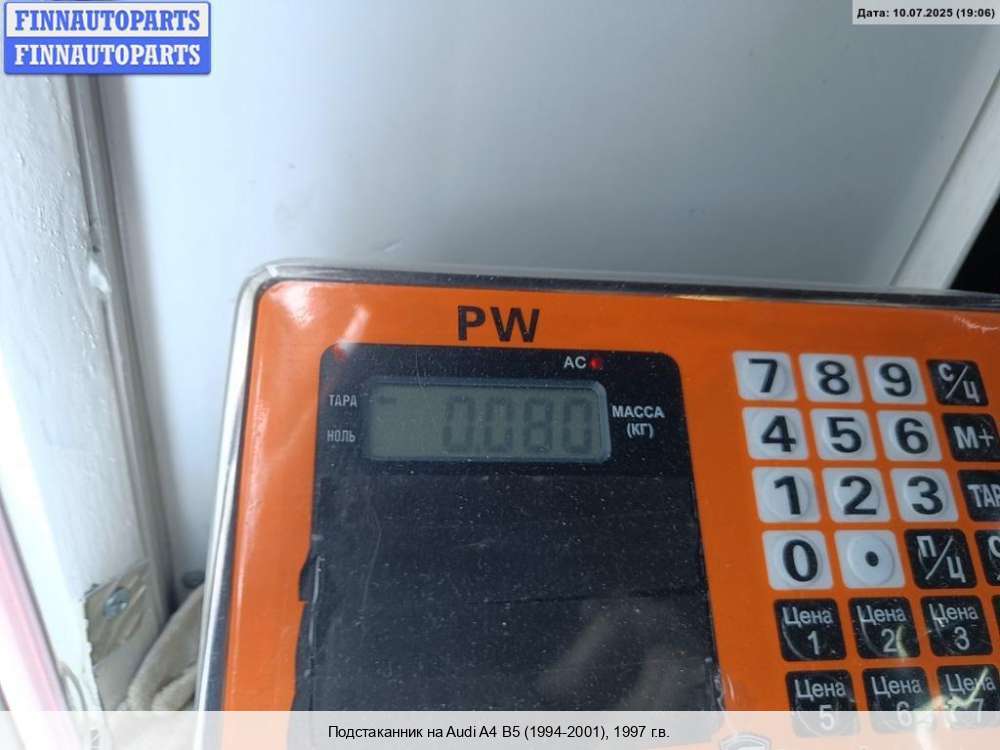 FINNAUTOPARTS
FINNAUTOPARTS
Дата: 10.07.2025 (19:06)
PW
AC
ТАРА
НОЛЬ
0.080
МАССА
(КГ)
7 8 9 С/Ц
4 5 6 М+
1 2 3
0 • П/Ц
Цена 1 Цена 2 Цена 3
Цена 5 Цена 6 Цена 7
Подстаканник на Audi A4 B5 (1994-2001), 1997 г.в.